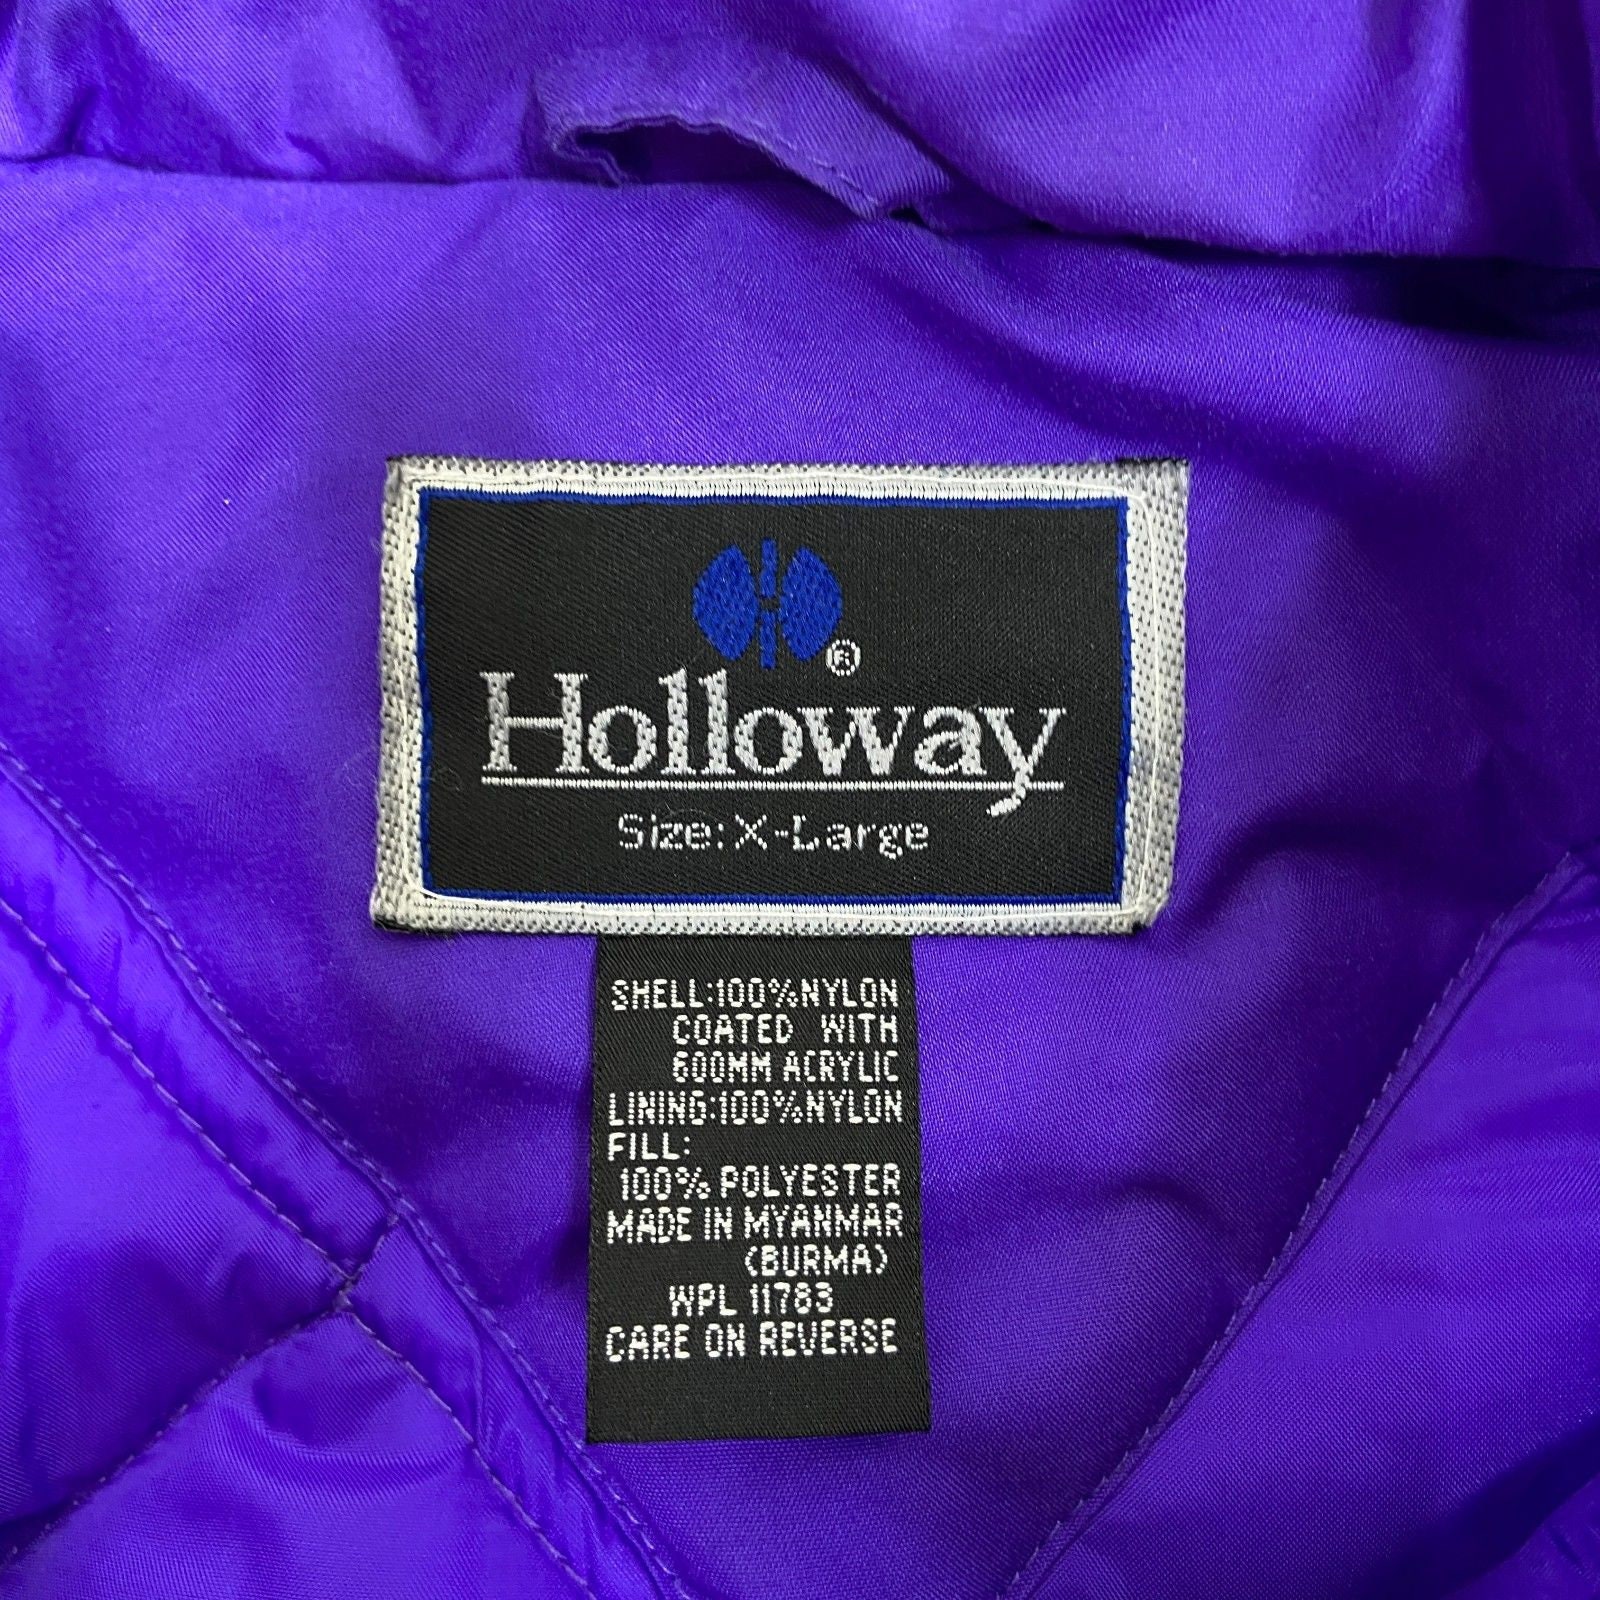 ®
Holloway
Size: X-Large
SHELL:100%NYLON
COATED WITH
600MM ACRYLIC
LINING:100%NYLON
FILL:
100% POLYESTER
MADE IN MYANMAR
(BURMA)
WPL 11783
CARE ON REVERSE